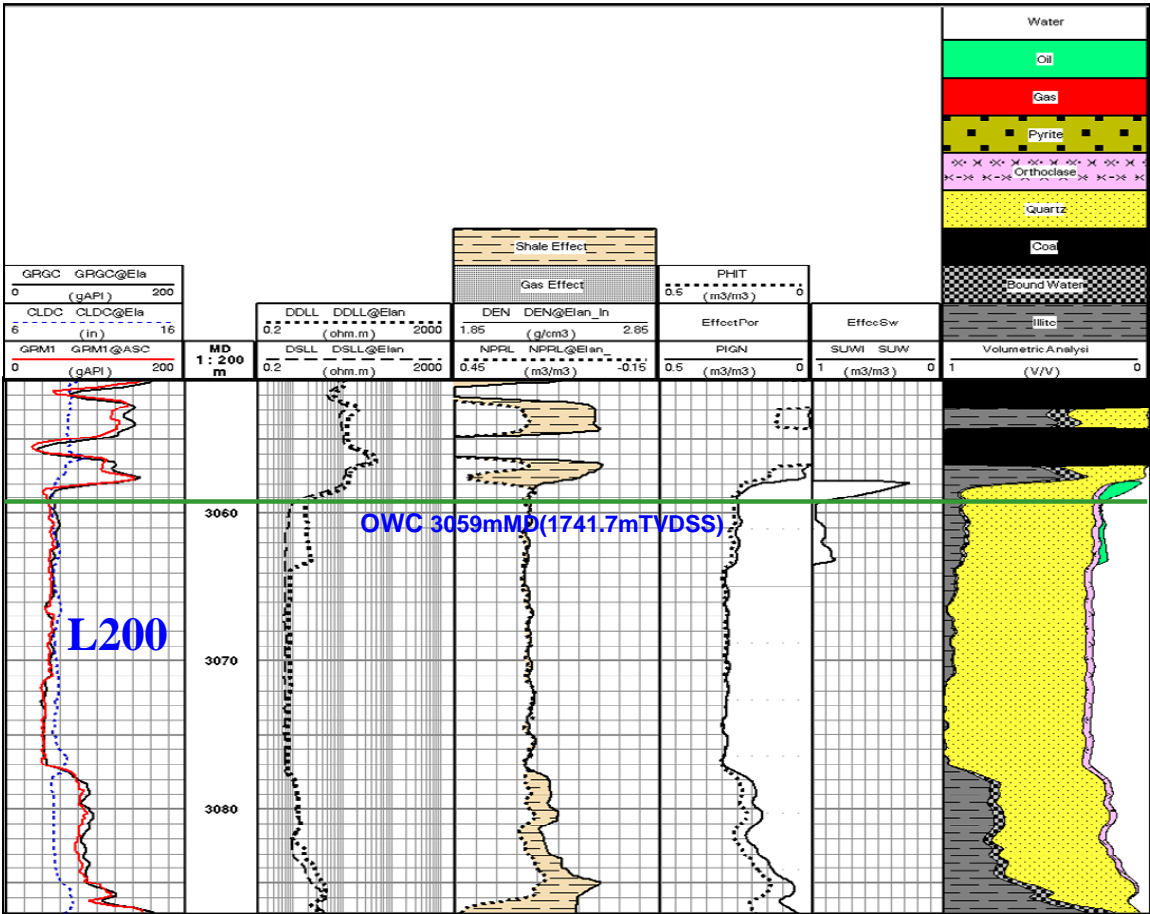 Water
Oil
Gas
Pyrite
Orthoclase
Quartz
Shale Effect
Coal
GRGC GRGC@Ela
0 (gAPI) 200
Gas Effect
PHIT
0.5 (m3/m3) 0
Bound Water
CLDC CLDC@Ela
6 (in) 16
DDLL DDLL@Elan
0.2 (ohm.m) 2000
DEN DEN@Elan_In
1.85 (g/cm3) 2.85
EffectPor
EffecSw
Illite
GRM1 GRM1@ASC
0 (gAPI) 200
MD
1 : 200
m
DSLL DSLL@Elan
0.2 (ohm.m) 2000
NPRL NPRL@Elan_
0.45 (m3/m3) -0.15
PIGN
0.5 (m3/m3) 0
SUWI SUW
1 (m3/m3) 0
Volumetric Analysi
1 (V/V) 0
3060
OWC 3059mMD(1741.7mTVDSS)
L200
3070
3080